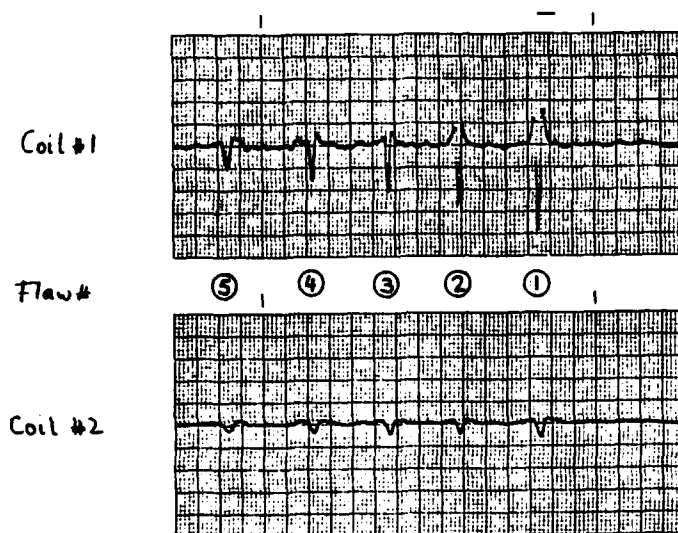 Coil #1
Flaw# ⑤ ④ ③ ② ①
Coil #2